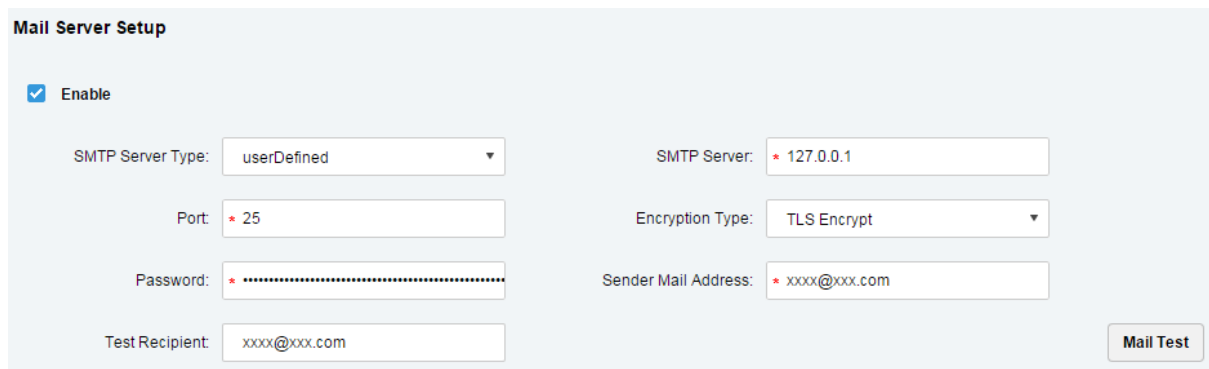 Mail Server Setup
Enable
SMTP Server Type: userDefined SMTP Server: * 127.0.0.1
Port: * 25 Encryption Type: TLS Encrypt
Password: * •••••••••••••••••••••••••••••••••••••••••••••••••• Sender Mail Address: * xxxx@xxx.com
Test Recipient: xxxx@xxx.com Mail Test